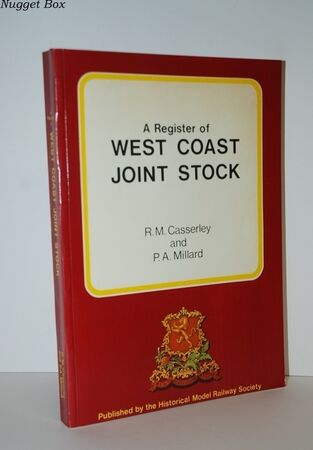 Nugget Box
A Register of
WEST COAST
JOINT STOCK
R.M. Casserley
and
P.A. Millard
Published by the Historical Model Railway Society
WEST COAST JOINT STOCK